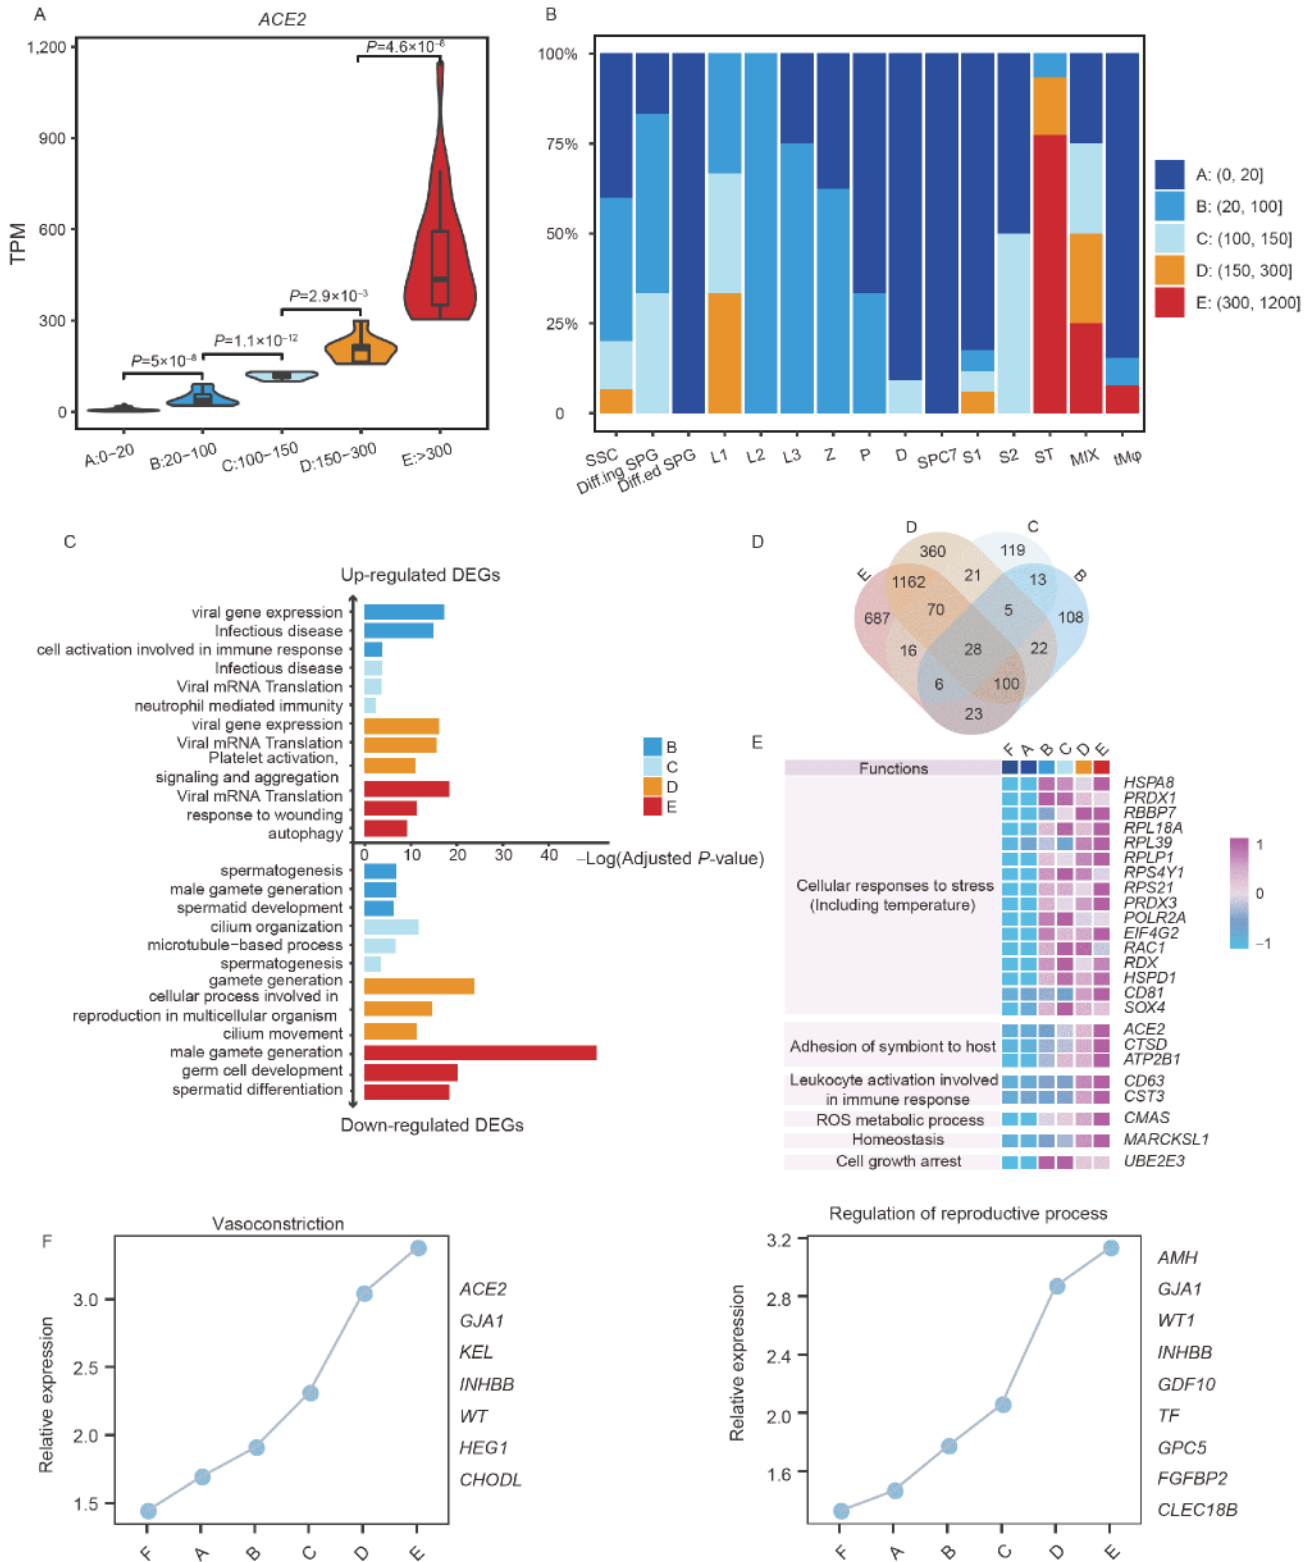 A
ACE2
1,200
900
600
300
0
TPM
P=5×10⁻⁸
P=1.1×10⁻¹²
P=2.9×10⁻³
P=4.6×10⁻⁶
A:0−20
B:20−100
C:100−150
D:150−300
E:>300
B
100%
75%
50%
25%
0
SSC
Diff.ing SPG
Diff.ed SPG
L1
L2
L3
Z
P
D
SPC7
S1
S2
ST
MIX
tMφ
A: (0, 20]
B: (20, 100]
C: (100, 150]
D: (150, 300]
E: (300, 1200]
C
Up-regulated DEGs
viral gene expression
Infectious disease
cell activation involved in immune response
Infectious disease
Viral mRNA Translation
neutrophil mediated immunity
viral gene expression
Viral mRNA Translation
Platelet activation,
signaling and aggregation
Viral mRNA Translation
response to wounding
autophagy
0 10 20 30 40
−Log(Adjusted P-value)
spermatogenesis
male gamete generation
spermatid development
cilium organization
microtubule−based process
spermatogenesis
gamete generation
cellular process involved in
reproduction in multicellular organism
cilium movement
male gamete generation
germ cell development
spermatid differentiation
Down-regulated DEGs
B
C
D
E
D
D
C
E
B
360
119
1162
21
13
687
70
5
108
16
28
22
6
100
23
E
F A B C D E
Functions
Cellular responses to stress
(Including temperature)
Adhesion of symbiont to host
Leukocyte activation involved
in immune response
ROS metabolic process
Homeostasis
Cell growth arrest
HSPA8
PRDX1
RBBP7
RPL18A
RPL39
RPLP1
RPS4Y1
RPS21
PRDX3
POLR2A
EIF4G2
RAC1
RDX
HSPD1
CD81
SOX4
ACE2
CTSD
ATP2B1
CD63
CST3
CMAS
MARCKSL1
UBE2E3
1
0
−1
F
Vasoconstriction
Relative expression
3.0
2.5
2.0
1.5
F
A
B
C
D
E
ACE2
GJA1
KEL
INHBB
WT
HEG1
CHODL
Regulation of reproductive process
Relative expression
3.2
2.8
2.4
2.0
1.6
F
A
B
C
D
E
AMH
GJA1
WT1
INHBB
GDF10
TF
GPC5
FGFBP2
CLEC18B